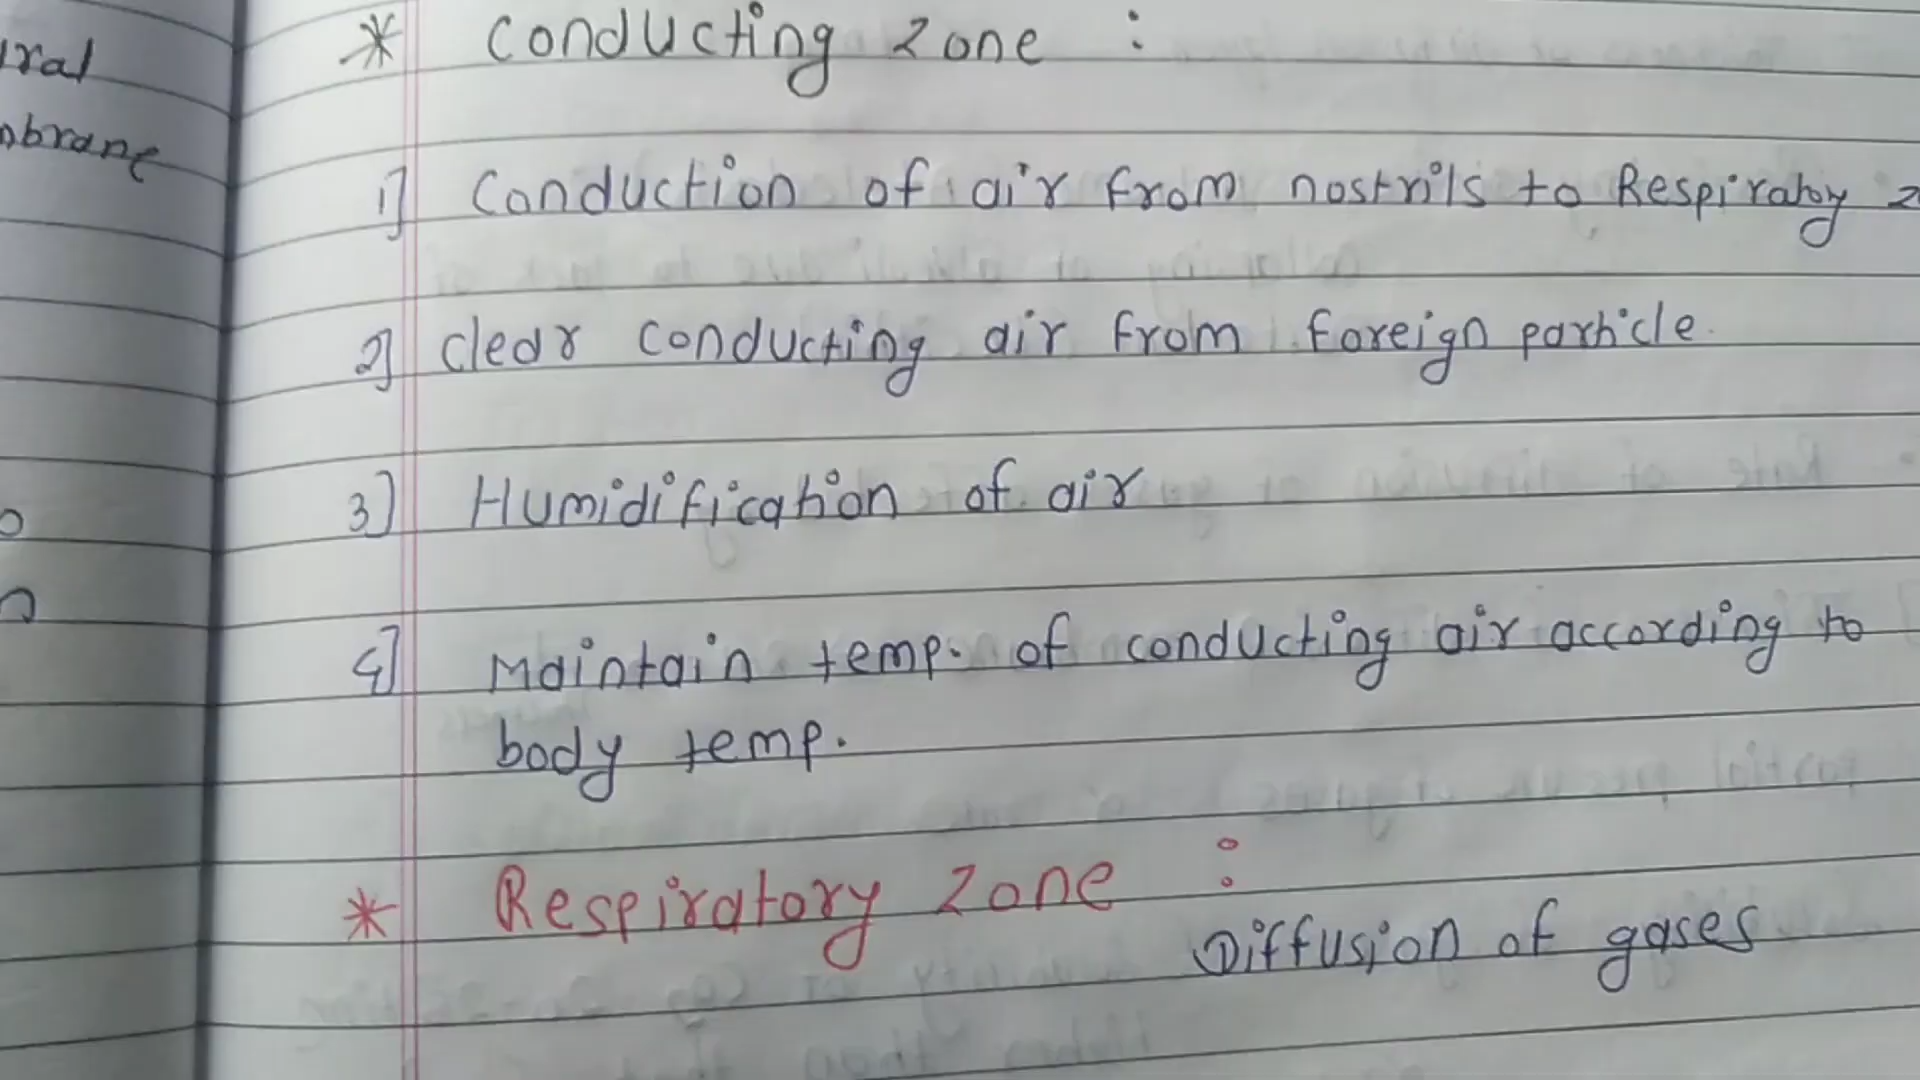 * Conducting Zone :
1] Conduction of air from nostrils to Respiratory
2] Clear conducting air from foreign particle.
3] Humidification of air
4] Maintain temp. of conducting air according to
body temp.
* Respiratory Zone :
Diffusion of gases